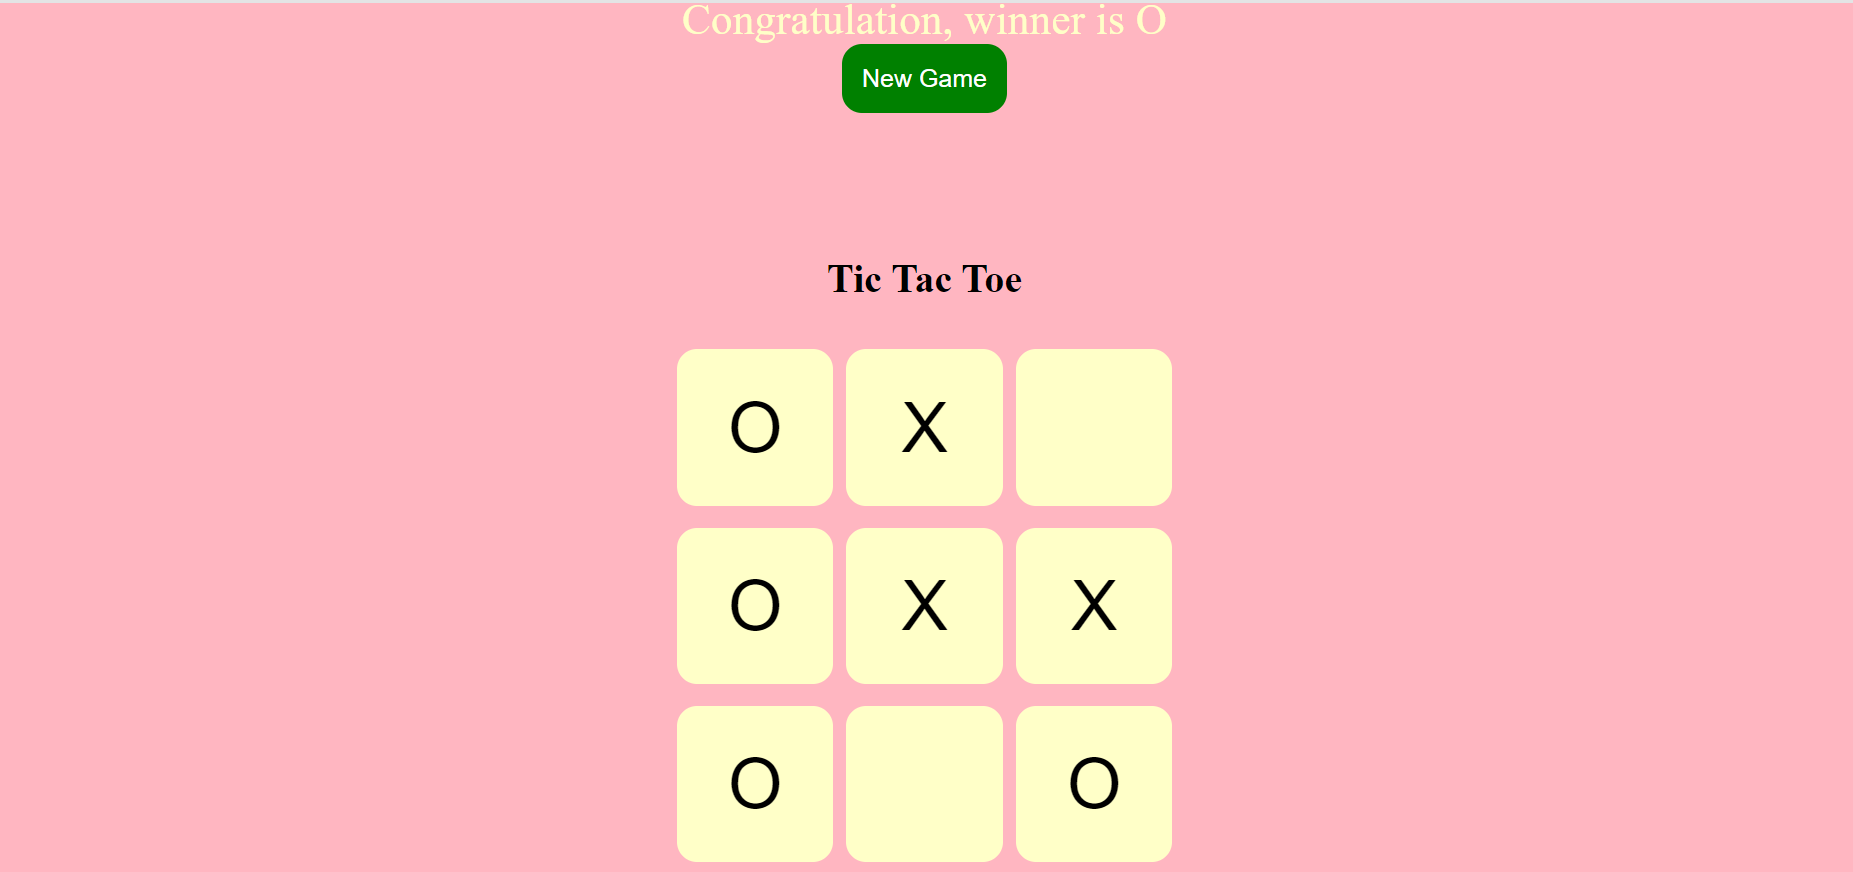 Congratulation, winner is O
New Game
Tic Tac Toe
O X
O X X
O O